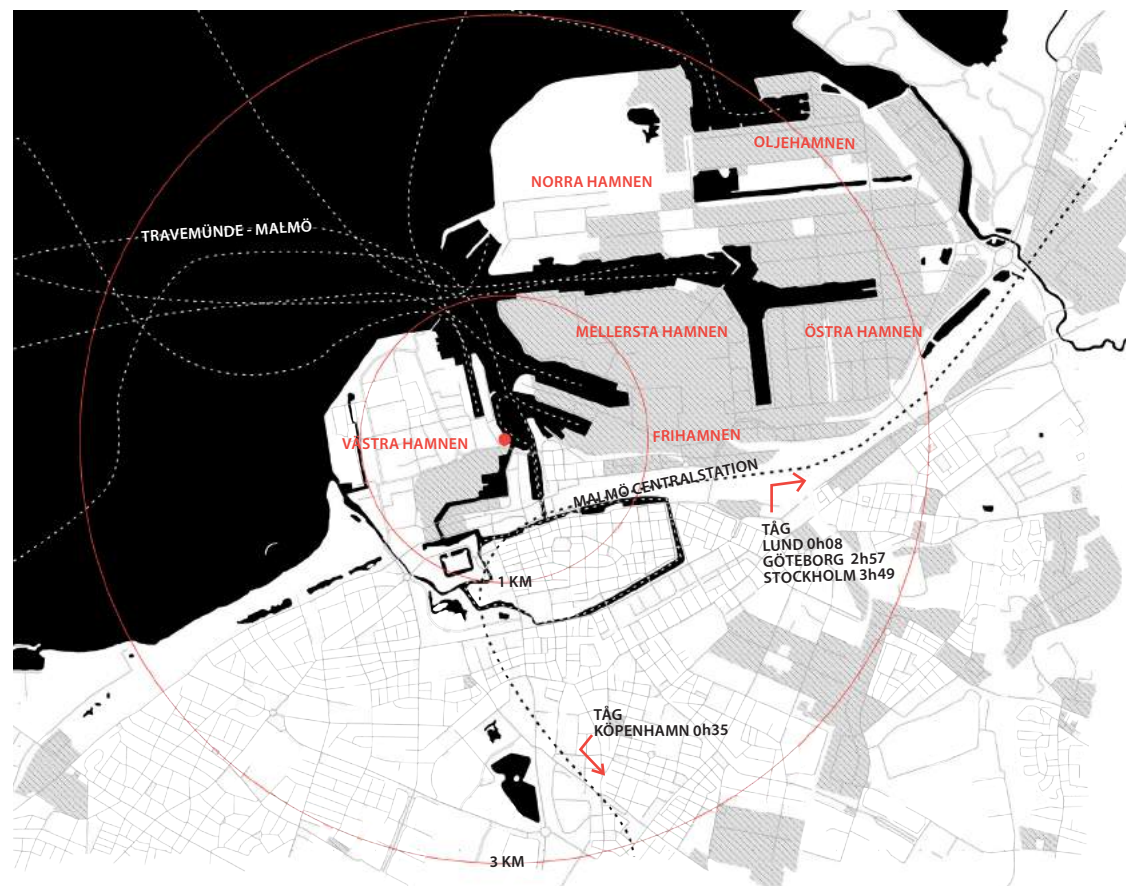 OLJEHAMNEN
NORRA HAMNEN
TRAVEMÜNDE - MALMÖ
MELLERSTA HAMNEN
ÖSTRA HAMNEN
VÄSTRA HAMNEN
FRIHAMNEN
MALMÖ CENTRALSTATION
TÅG
LUND 0h08
GÖTEBORG 2h57
STOCKHOLM 3h49
1 KM
TÅG
KÖPENHAMN 0h35
3 KM